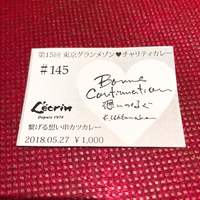 第15回 東京グランメゾン♥チャリティカレー
#145
Bonne
Continuation
想いつなぐ
L'écrin
Depuis 1974
繋げる想い串カツカレー
2018.05.27 ¥1,000